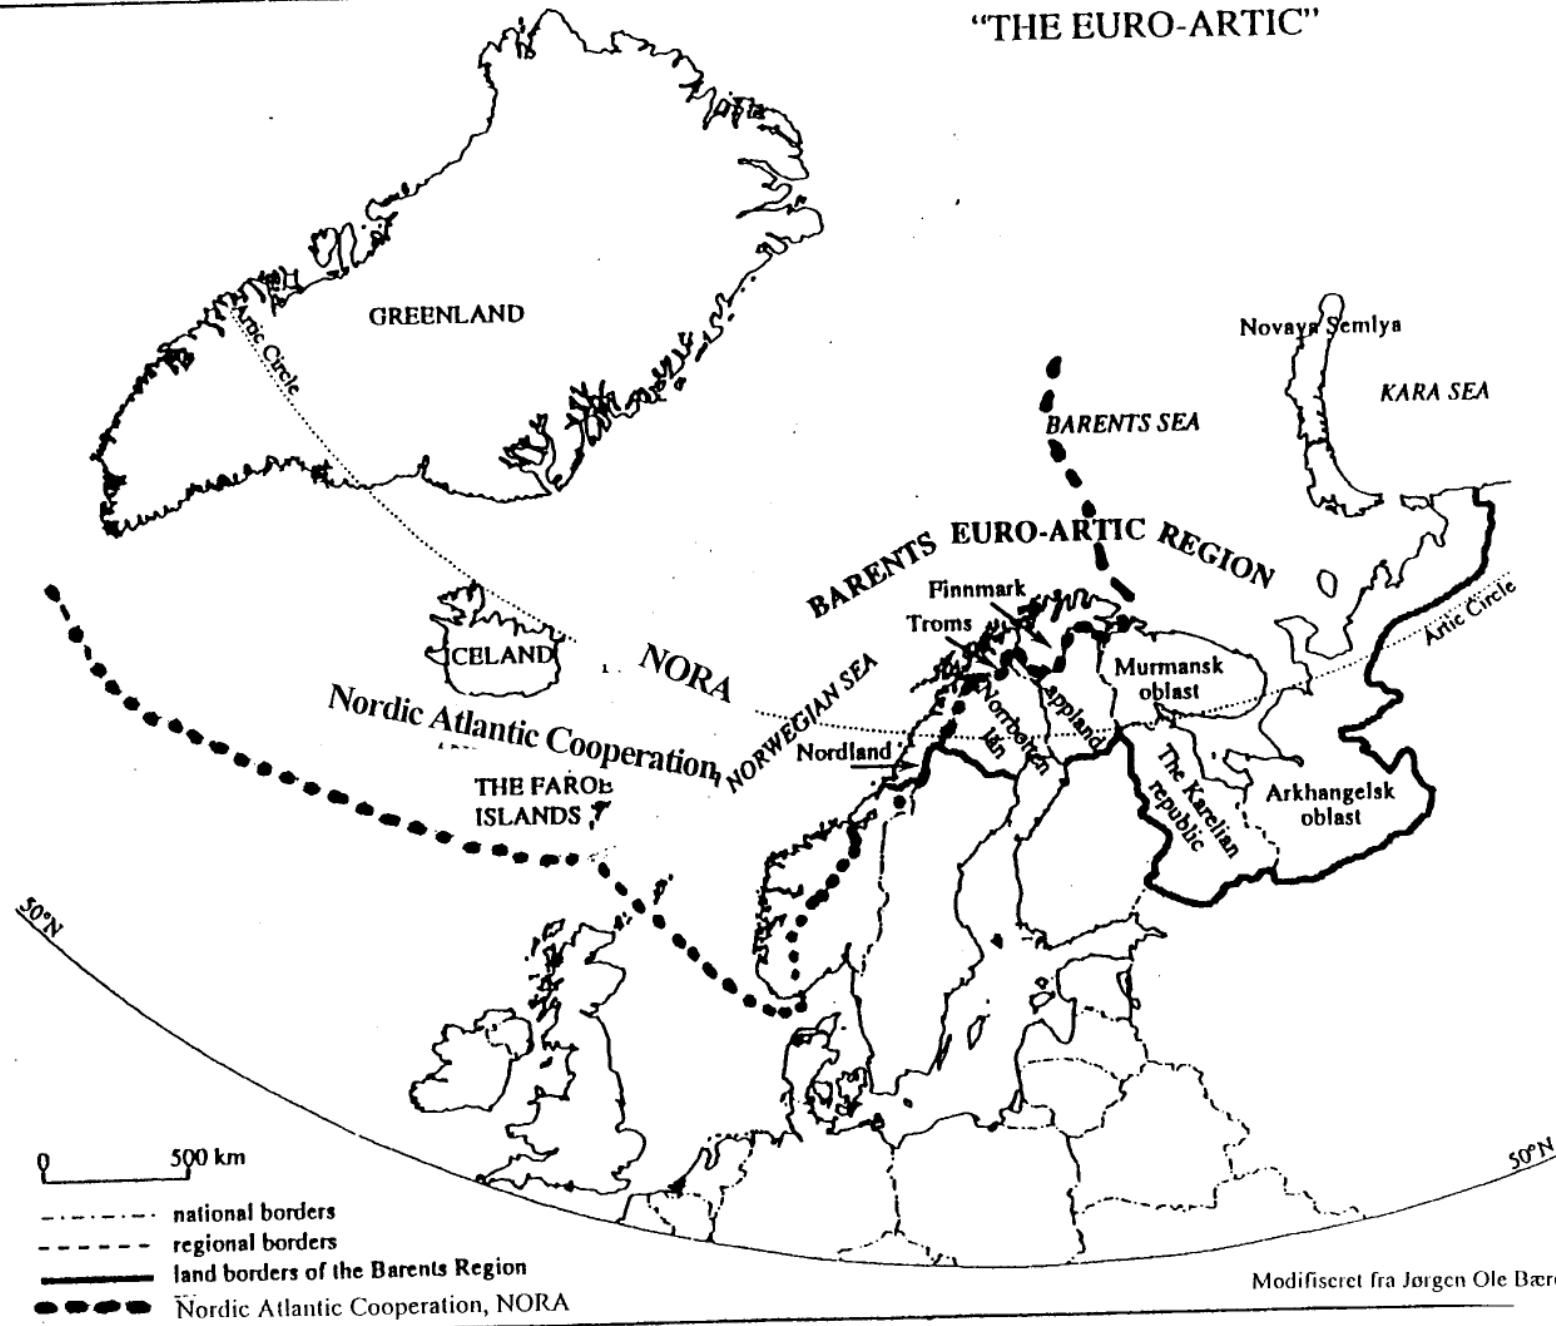 “THE EURO-ARTIC”
GREENLAND
Artic Circle
Novaya Semlya
KARA SEA
BARENTS SEA
BARENTS EURO-ARTIC REGION
Finnmark
Troms
Artic Circle
ICELAND
NORA
Murmansk
oblast
Nordic Atlantic Cooperation,
NORWEGIAN SEA
Norrbotten
län
appland
Nordland
THE FAROE
ISLANDS
The Karelian
republic
Arkhangelsk
oblast
50°N
50°N
0 500 km
national borders
regional borders
land borders of the Barents Region
Nordic Atlantic Cooperation, NORA
Modifiseret fra Jørgen Ole Bær